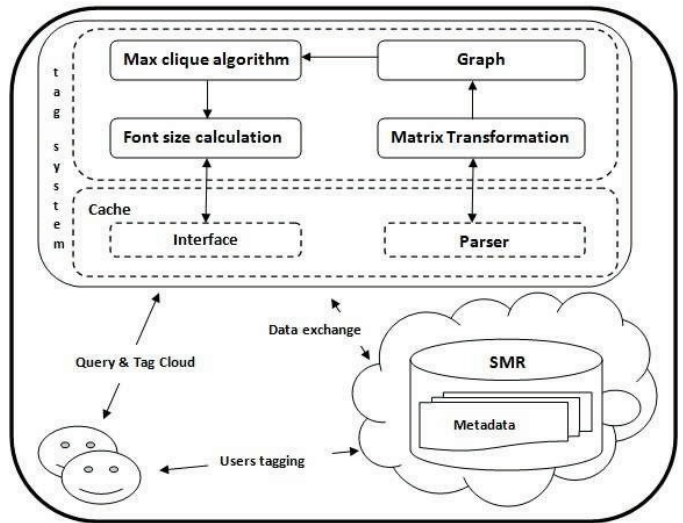 tag system
Max clique algorithm
Graph
Font size calculation
Matrix Transformation
Cache
Interface
Parser
Data exchange
Query & Tag Cloud
SMR
Metadata
Users tagging